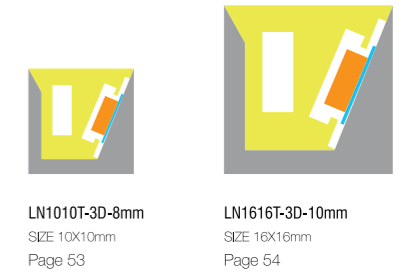 LN1010T-3D-8mm
SIZE 10X10mm
Page 53
LN1616T-3D-10mm
SIZE 16X16mm
Page 54